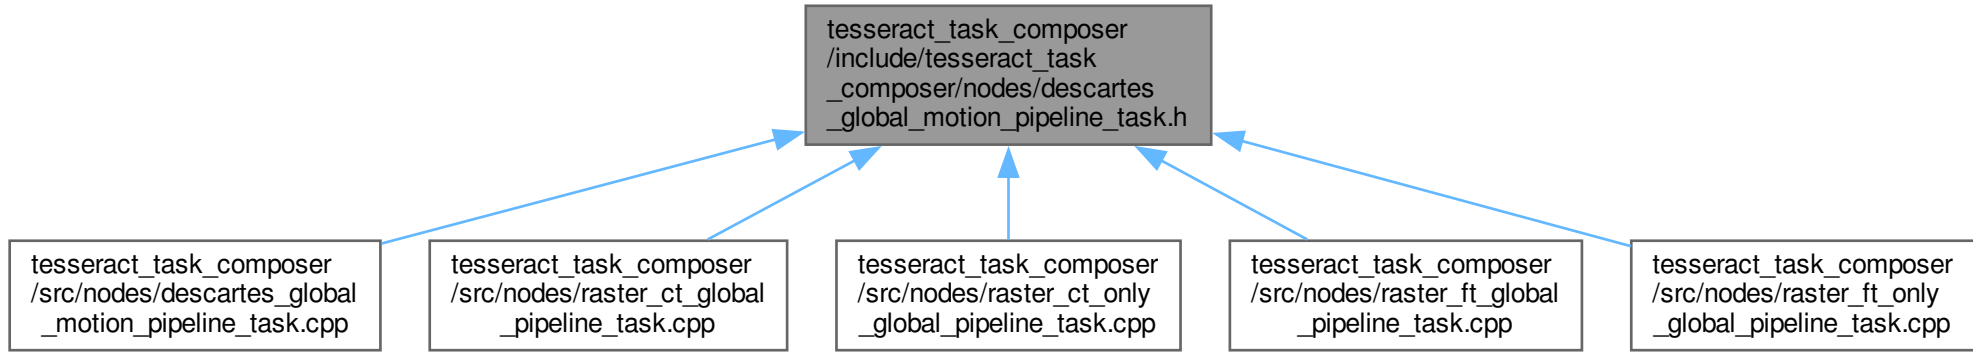 tesseract_task_composer
/include/tesseract_task
_composer/nodes/descartes
_global_motion_pipeline_task.h
tesseract_task_composer
/src/nodes/descartes_global
_motion_pipeline_task.cpp
tesseract_task_composer
/src/nodes/raster_ct_global
_pipeline_task.cpp
tesseract_task_composer
/src/nodes/raster_ct_only
_global_pipeline_task.cpp
tesseract_task_composer
/src/nodes/raster_ft_global
_pipeline_task.cpp
tesseract_task_composer
/src/nodes/raster_ft_only
_global_pipeline_task.cpp